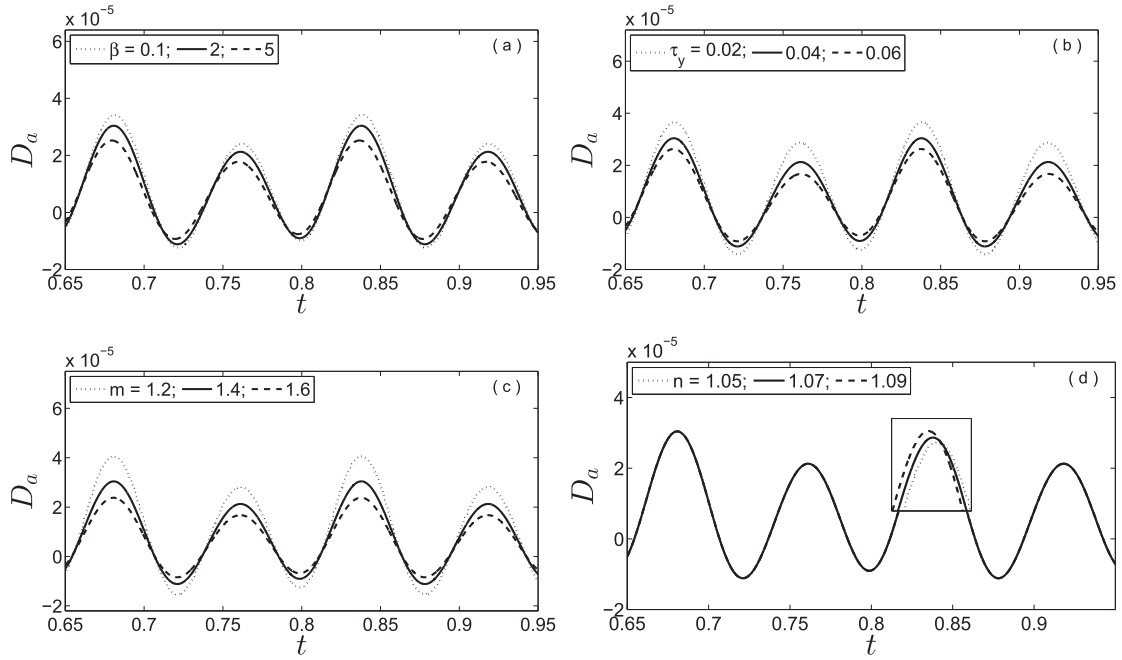 x 10⁻⁵
β = 0.1; 2; 5
( a )
6
4
2
0
−2
0.65 0.7 0.75 0.8 0.85 0.9 0.95
Dₐ
t
x 10⁻⁵
τ_y = 0.02; 0.04; 0.06
( b )
6
4
2
0
−2
0.65 0.7 0.75 0.8 0.85 0.9 0.95
Dₐ
t
x 10⁻⁵
m = 1.2; 1.4; 1.6
( c )
6
4
2
0
−2
0.65 0.7 0.75 0.8 0.85 0.9 0.95
Dₐ
t
x 10⁻⁵
n = 1.05; 1.07; 1.09
( d )
4
2
0
−2
0.65 0.7 0.75 0.8 0.85 0.9
Dₐ
t